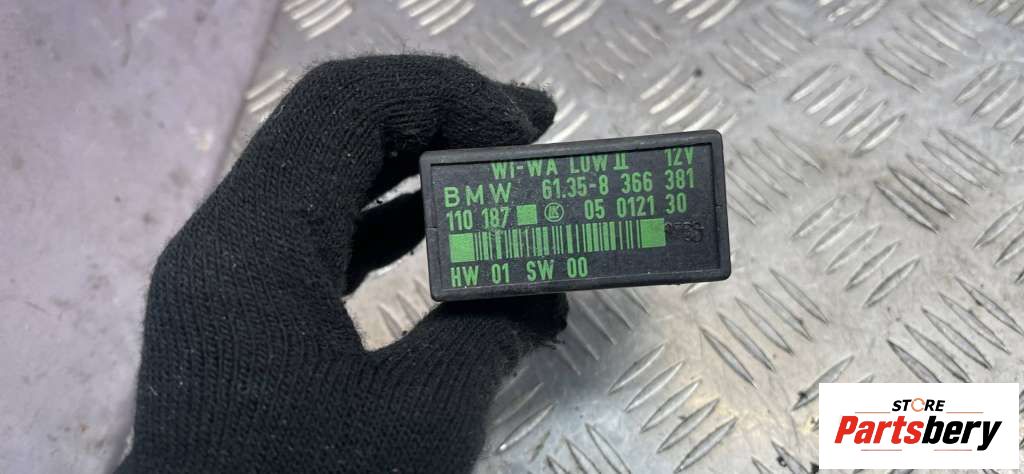 WI-WA LOW II 12V
BMW 61.35-8 366 381
110 187 05 0121 30
HW 01 SW 00
STORE
Partsbery